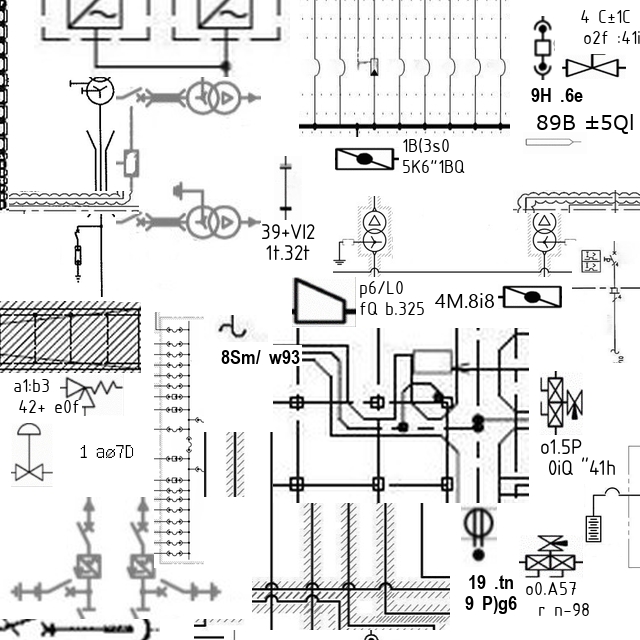 4 C±1C
o2f :41i
9H .6e
89B ±5Ql
1B(3s0
5K6"1BQ
39+VI2
1t.32t
p6/L0
fQ b.325
4M.8i8
8Sm/ w93
a1:b3
42+ e0f
1 aø7D
o1.5P
0iQ "41h
19 .tn
9 P)g6
o0.A57
r n-98